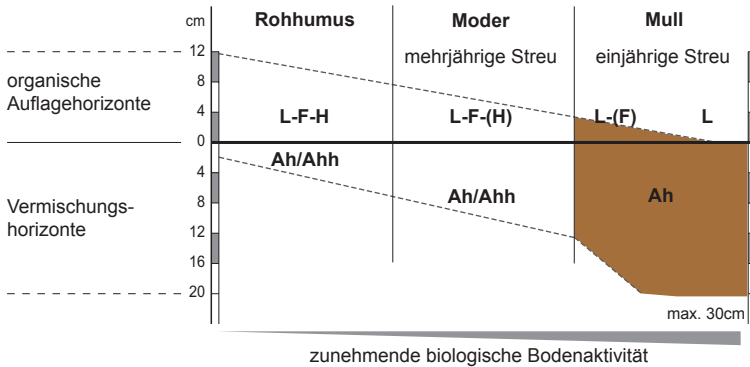 cm
Rohhumus
Moder
Mull
mehrjährige Streu
einjährige Streu
12
8
4
0
4
8
12
16
20
organische
Auflagehorizonte
L-F-H
L-F-(H)
L-(F)
L
Ah/Ahh
Ah/Ahh
Ah
Vermischungs-
horizonte
max. 30cm
zunehmende biologische Bodenaktivität